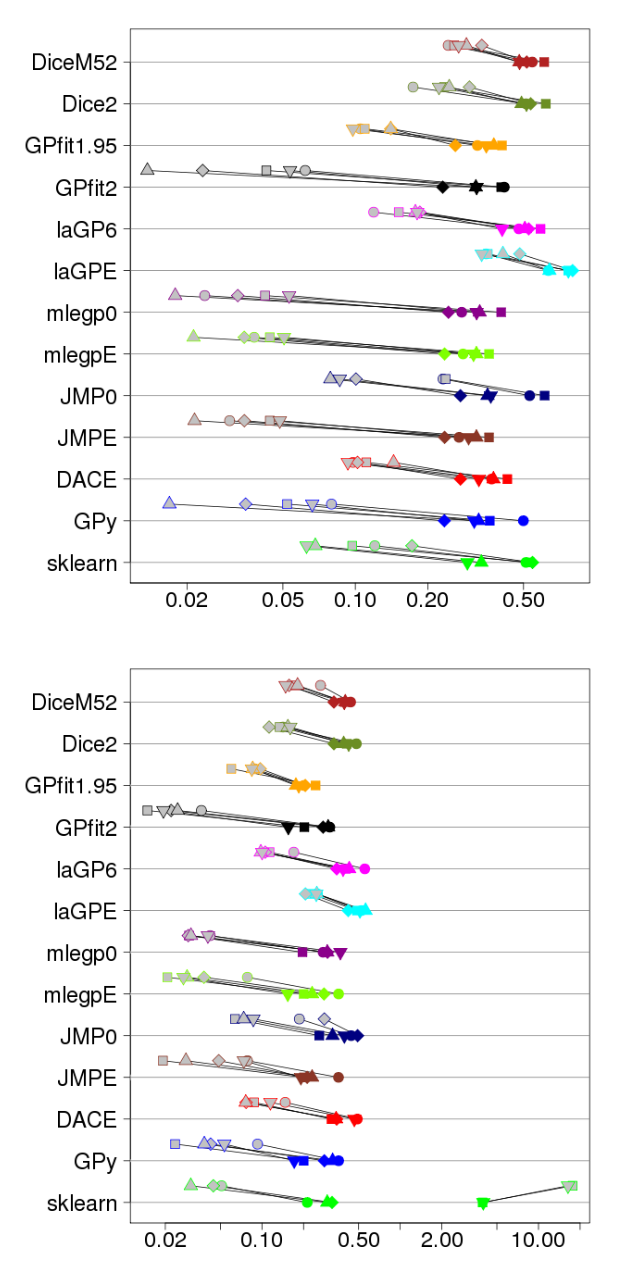 DiceM52
Dice2
GPfit1.95
GPfit2
laGP6
laGPE
mlegp0
mlegpE
JMP0
JMPE
DACE
GPy
sklearn
0.02 0.05 0.10 0.20 0.50
DiceM52
Dice2
GPfit1.95
GPfit2
laGP6
laGPE
mlegp0
mlegpE
JMP0
JMPE
DACE
GPy
sklearn
0.02 0.10 0.50 2.00 10.00